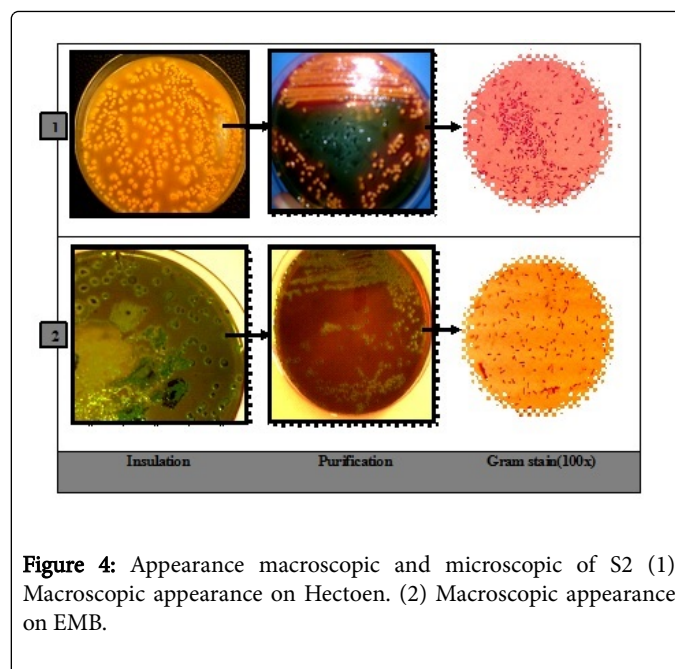 1
2
Insulation Purification Gram stain(100x)
Figure 4: Appearance macroscopic and microscopic of S2 (1)
Macroscopic appearance on Hectoen. (2) Macroscopic appearance
on EMB.